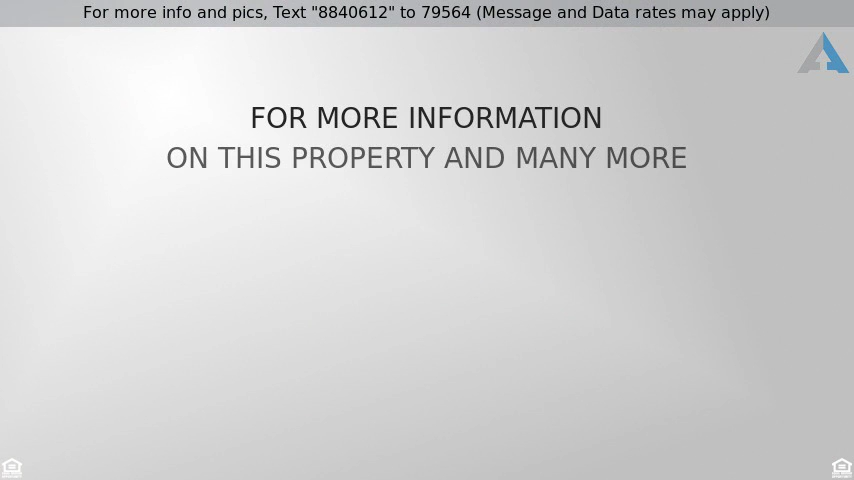 For more info and pics, Text "8840612" to 79564 (Message and Data rates may apply)
FOR MORE INFORMATION
ON THIS PROPERTY AND MANY MORE